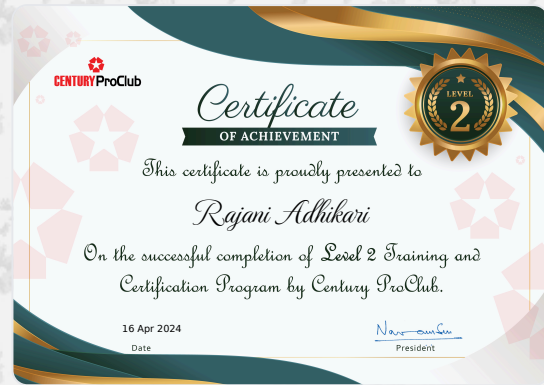 CENTURY ProClub
LEVEL
2
Certificate
OF ACHIEVEMENT
This certificate is proudly presented to
Rajani Adhikari
On the successful completion of Level 2 Training and
Certification Program by Century ProClub.
16 Apr 2024
Date
President